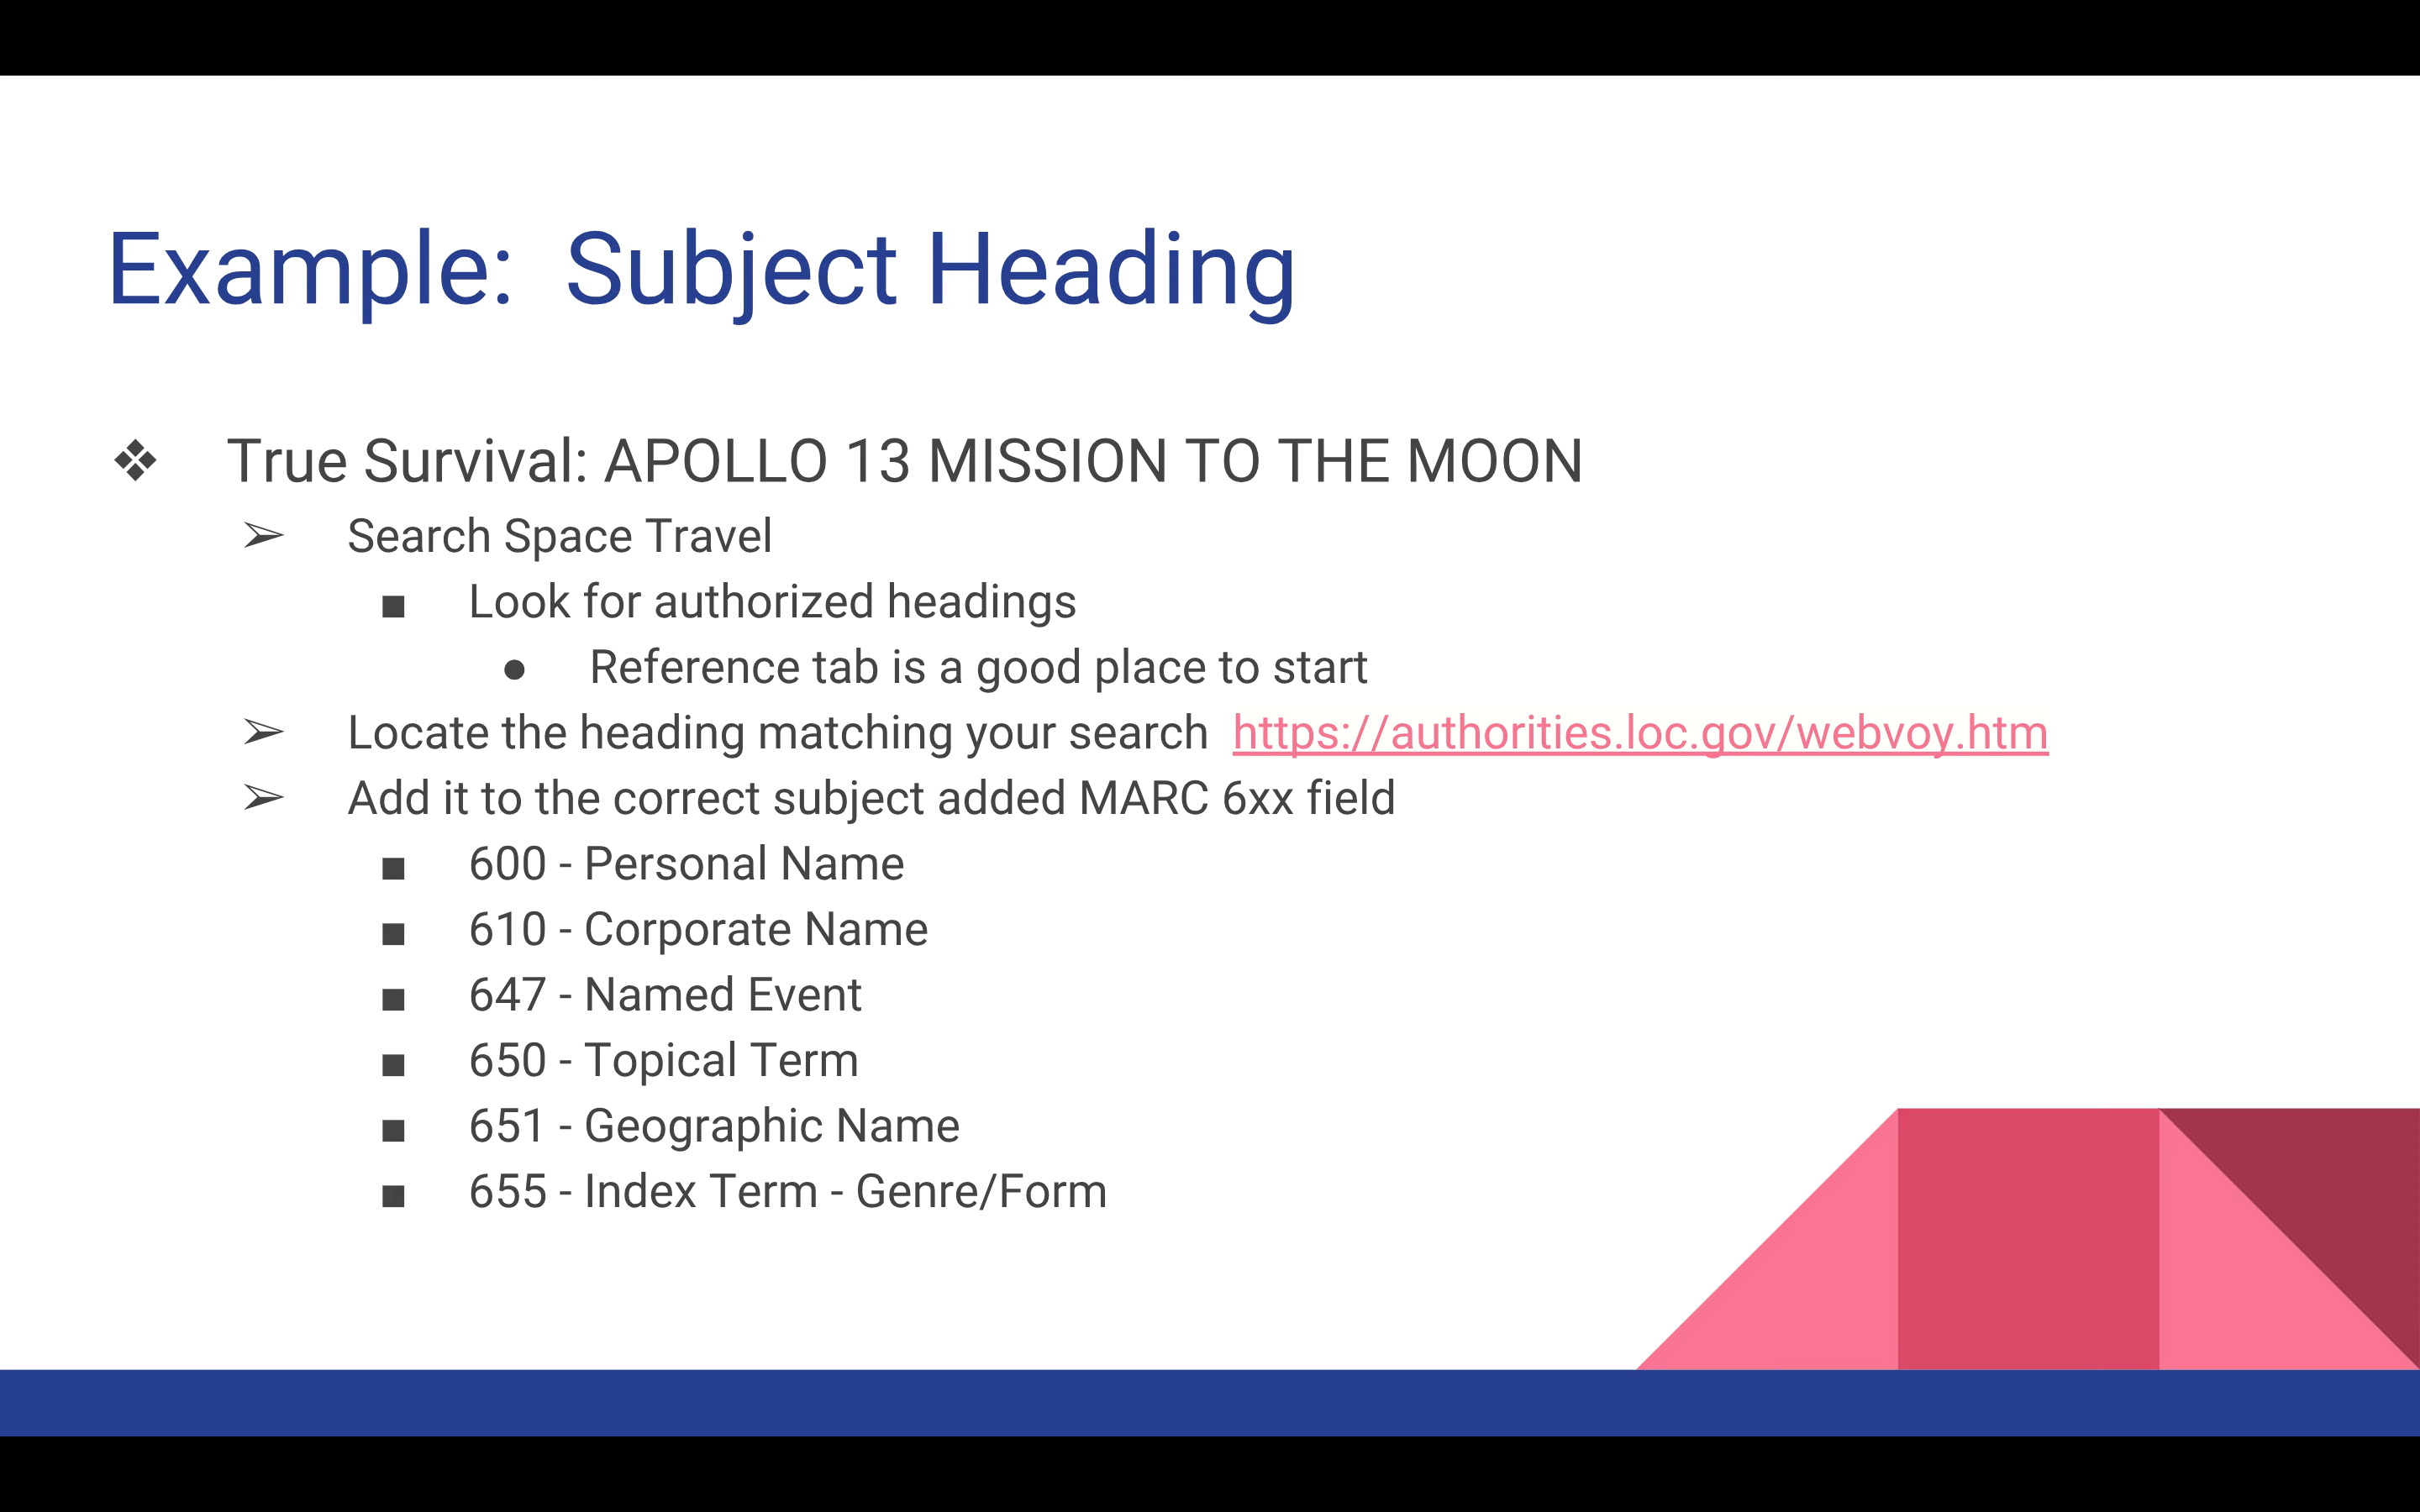 Example:  Subject Heading
❖ True Survival: APOLLO 13 MISSION TO THE MOON
➢ Search Space Travel
■ Look for authorized headings
● Reference tab is a good place to start
➢ Locate the heading matching your search  https://authorities.loc.gov/webvoy.htm
➢ Add it to the correct subject added MARC 6xx field
■ 600 - Personal Name
■ 610 - Corporate Name
■ 647 - Named Event
■ 650 - Topical Term
■ 651 - Geographic Name
■ 655 - Index Term - Genre/Form